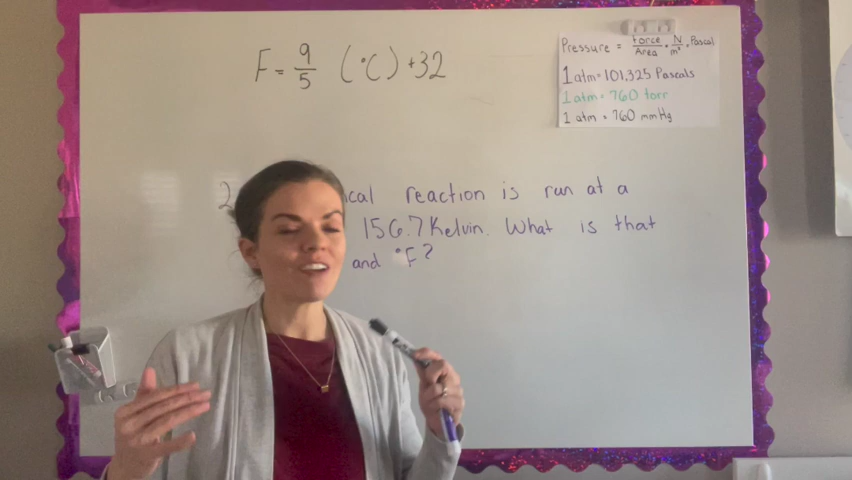 F = 9/5 (°C) + 32
Pressure = Force/Area = N/m² = Pascal
1 atm = 101,325 Pascals
1 atm = 760 torr
1 atm = 760 mmHg
2 ical reaction is run at a
156.7 Kelvin. What is that
and °F?